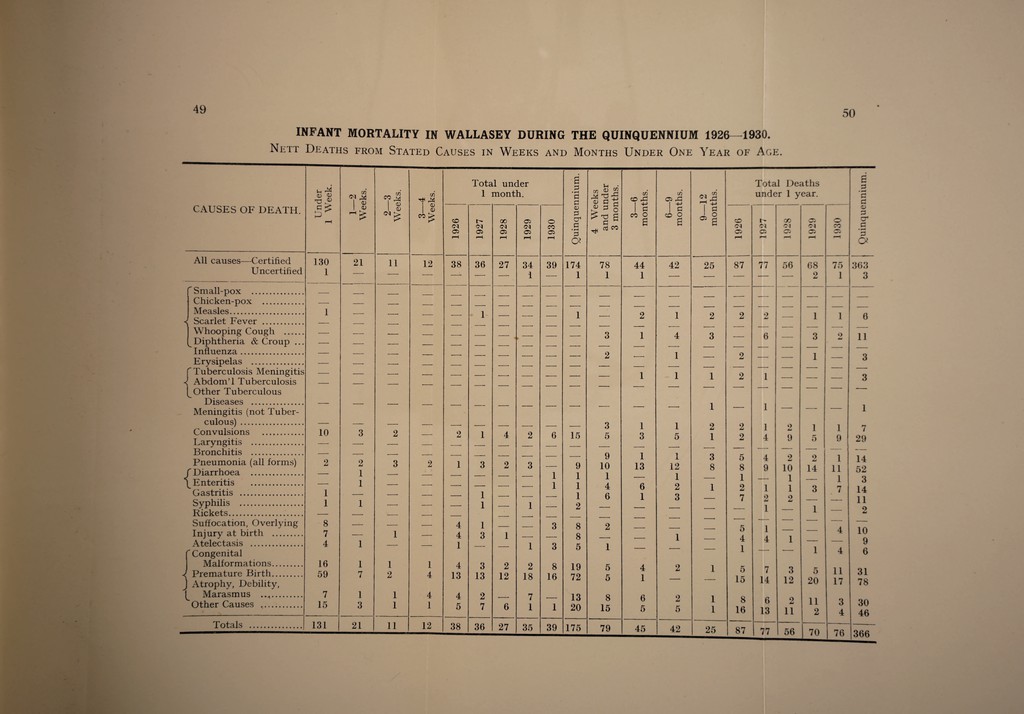 49
50
INFANT MORTALITY IN WALLASEY DURING THE QUINQUENNIUM 1926—1930.
NETT DEATHS FROM STATED CAUSES IN WEEKS AND MONTHS UNDER ONE YEAR OF AGE.
CAUSES OF DEATH. | Under 1 Week. | 1—2 Weeks. | 2—3 Weeks. | 3—4 Weeks. | Total under 1 month. 1926 | 1927 | 1928 | 1929 | 1930 | Quinquennium. | 4 Weeks and under 3 months. | 3—6 months. | 6—9 months. | 9—12 months. | Total Deaths under 1 year. 1926 | 1927 | 1928 | 1929 | 1930 | Quinquennium.
All causes—Certified 130 21 11 12 38 36 27 34 39 174 78 44 42 25 87 77 56 68 75 363
Uncertified 1 — — — — — — 1 — 1 1 1 — — — — — 2 1 3
Small-pox — — — — — — — — — — — — — — — — — — — —
Chicken-pox — — — — — — — — — — — — — — — — — — — —
Measles 1 — — — — 1 — — — 1 — 2 1 2 2 2 — 1 1 6
Scarlet Fever — — — — — — — — — — — — — — — — — — — —
Whooping Cough — — — — — — — — — — 3 1 4 3 — 6 — 3 2 11
Diphtheria & Croup — — — — — — — — — — — — — — — — — — — —
Influenza — — — — — — — — — — 2 — 1 — 2 — — 1 — 3
Erysipelas — — — — — — — — — — — — — — — — — — — —
Tuberculosis Meningitis — — — — — — — — — — — 1 1 1 2 1 — — — 3
Abdom'l Tuberculosis — — — — — — — — — — — — — — — — — — — —
Other Tuberculous
Diseases — — — — — — — — — — — — — 1 — 1 — — — 1
Meningitis (not Tuber-
culous) — — — — — — — — — — 3 1 1 2 2 1 2 1 1 7
Convulsions 10 3 2 — 2 1 4 2 6 15 5 3 5 1 2 4 9 5 9 29
Laryngitis — — — — — — — — — — — — — — — — — — — —
Bronchitis — — — — — — — — — — 9 1 1 3 5 4 2 2 1 14
Pneumonia (all forms) 2 2 3 2 1 3 2 3 — 9 10 13 12 8 8 9 10 14 11 52
Diarrhoea — 1 — — — — — — 1 1 1 — 1 — 1 — 1 — 1 3
Enteritis — 1 — — — — — — 1 1 4 6 2 1 2 1 1 3 7 14
Gastritis 1 — — — — 1 — — — 1 6 1 3 — 7 2 2 — — 11
Syphilis 1 1 — — — 1 — 1 — 2 — — — — — 1 — 1 — 2
Rickets — — — — — — — — — — — — — — — — — — — —
Suffocation, Overlying 8 — — — 4 1 — — 3 8 2 — — — 5 1 — — 4 10
Injury at birth 7 — 1 — 4 3 1 — — 8 — — 1 — 4 4 1 — — 9
Atelectasis 4 1 — — 1 — — 1 3 5 1 — — — 1 — — 1 4 6
Congenital
Malformations 16 1 1 1 4 3 2 2 8 19 5 4 2 1 5 7 3 5 11 31
Premature Birth 59 7 2 4 13 13 12 18 16 72 5 1 — — 15 14 12 20 17 78
Atrophy, Debility,
Marasmus 7 1 1 4 4 2 — 7 — 13 8 6 2 1 8 6 2 11 3 30
Other Causes 15 3 1 1 5 7 6 1 1 20 15 5 5 1 16 13 11 2 4 46
Totals 131 21 11 12 38 36 27 35 39 175 79 45 42 25 87 77 56 70 76 366